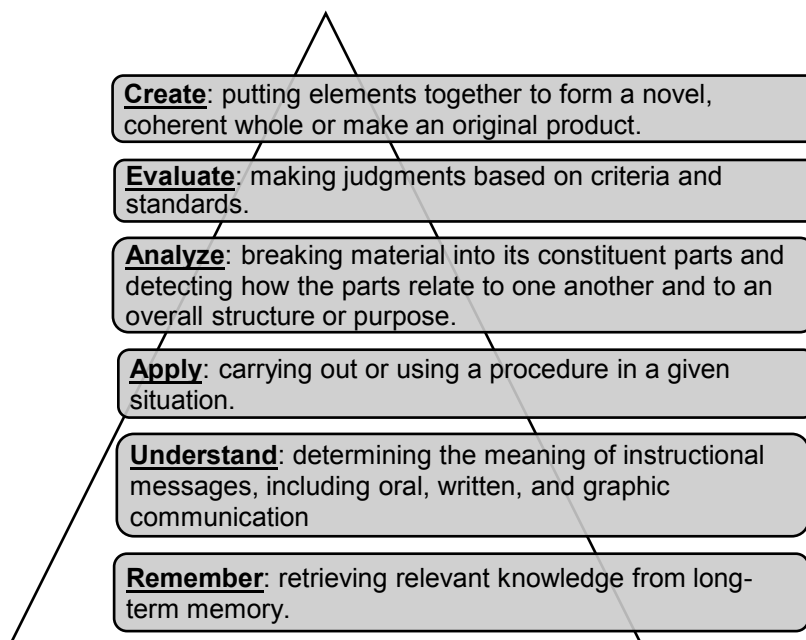 Create: putting elements together to form a novel,
coherent whole or make an original product.
Evaluate: making judgments based on criteria and
standards.
Analyze: breaking material into its constituent parts and
detecting how the parts relate to one another and to an
overall structure or purpose.
Apply: carrying out or using a procedure in a given
situation.
Understand: determining the meaning of instructional
messages, including oral, written, and graphic
communication
Remember: retrieving relevant knowledge from long-
term memory.